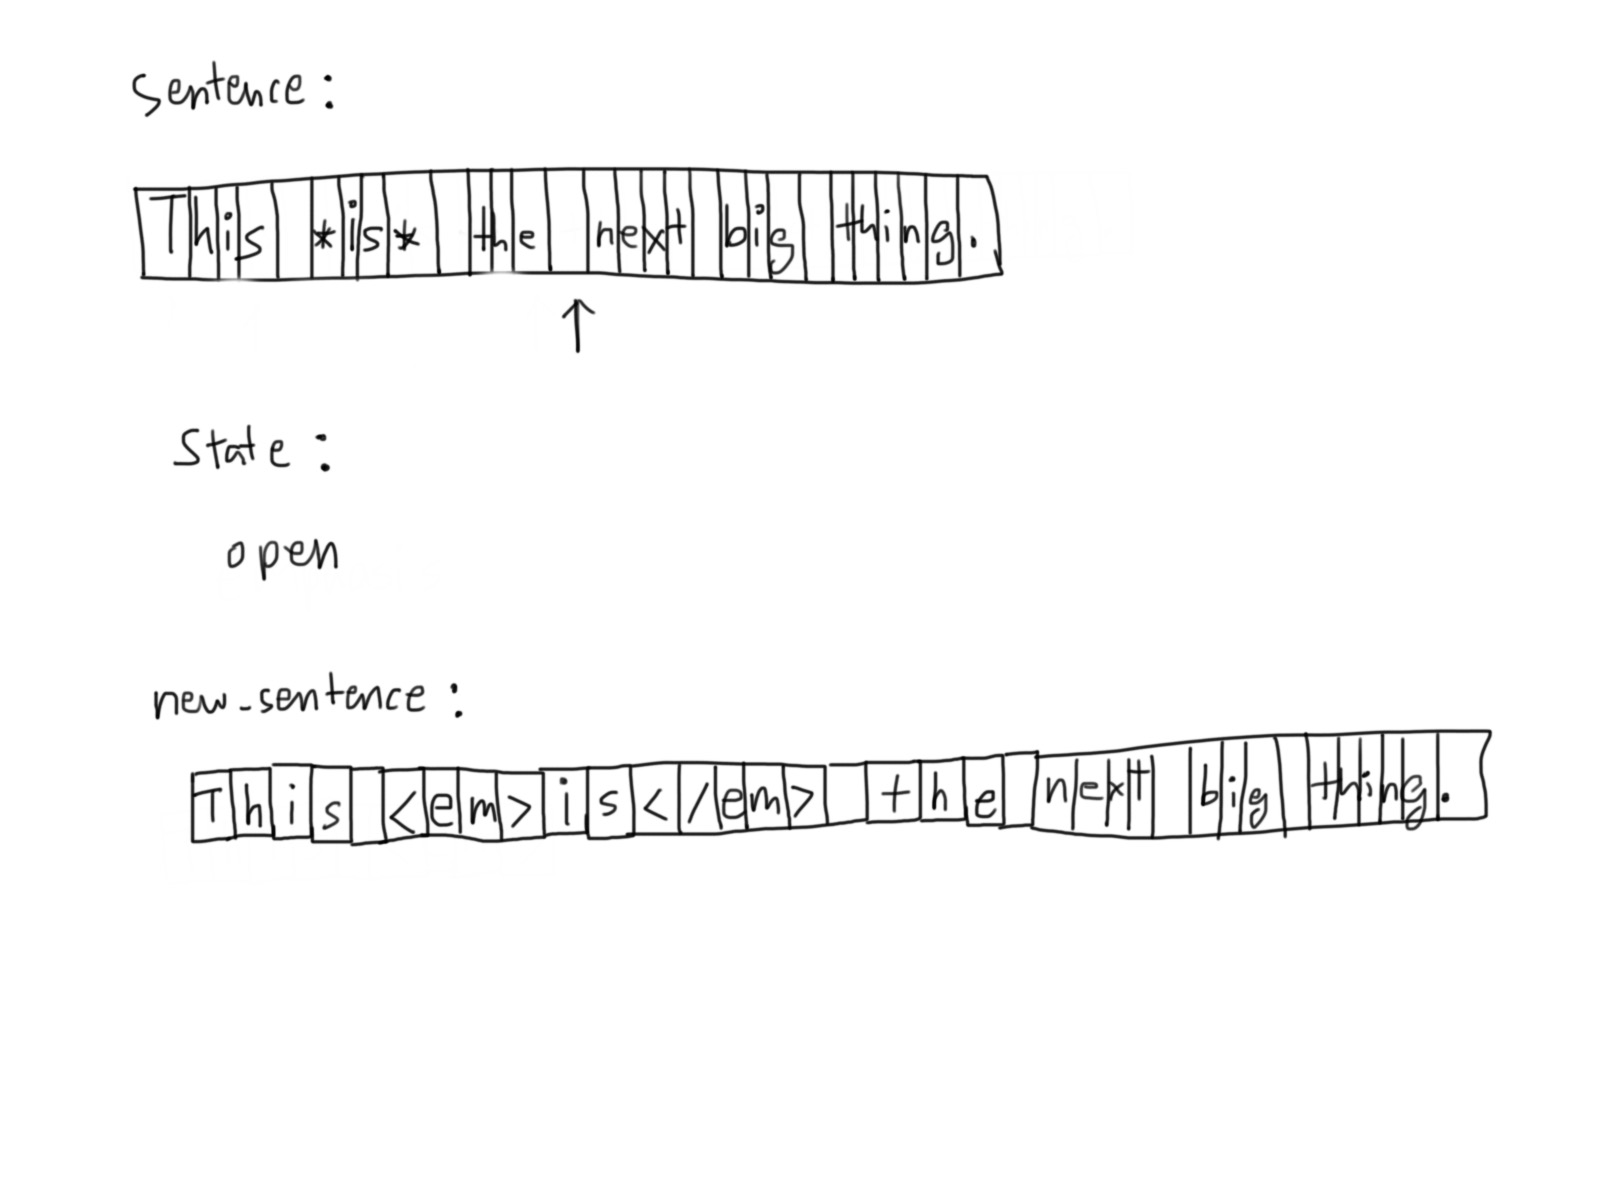 sentence:
This *is* the next big thing.
↑
State:
open
new_sentence:
This <em>is</em> the next big thing.